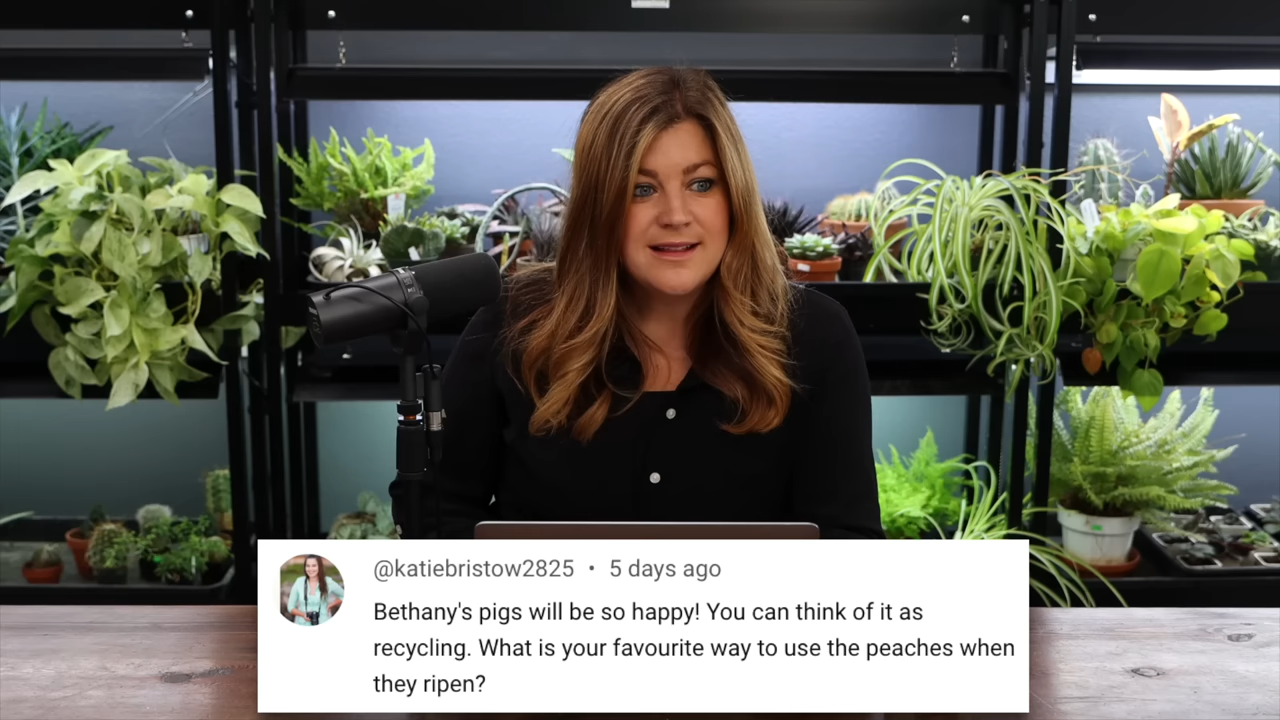 @katiebristow2825 • 5 days ago
Bethany's pigs will be so happy! You can think of it as
recycling. What is your favourite way to use the peaches when
they ripen?